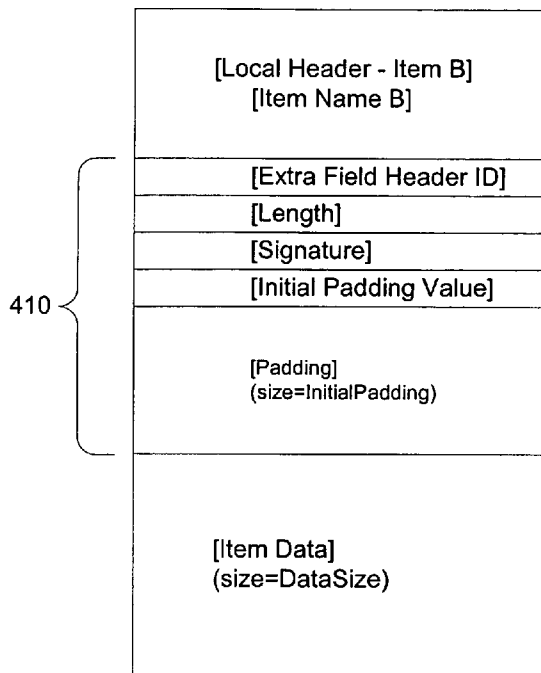 [Local Header - Item B]
[Item Name B]
[Extra Field Header ID]
[Length]
[Signature]
[Initial Padding Value]
410
[Padding]
(size=InitialPadding)
[Item Data]
(size=DataSize)